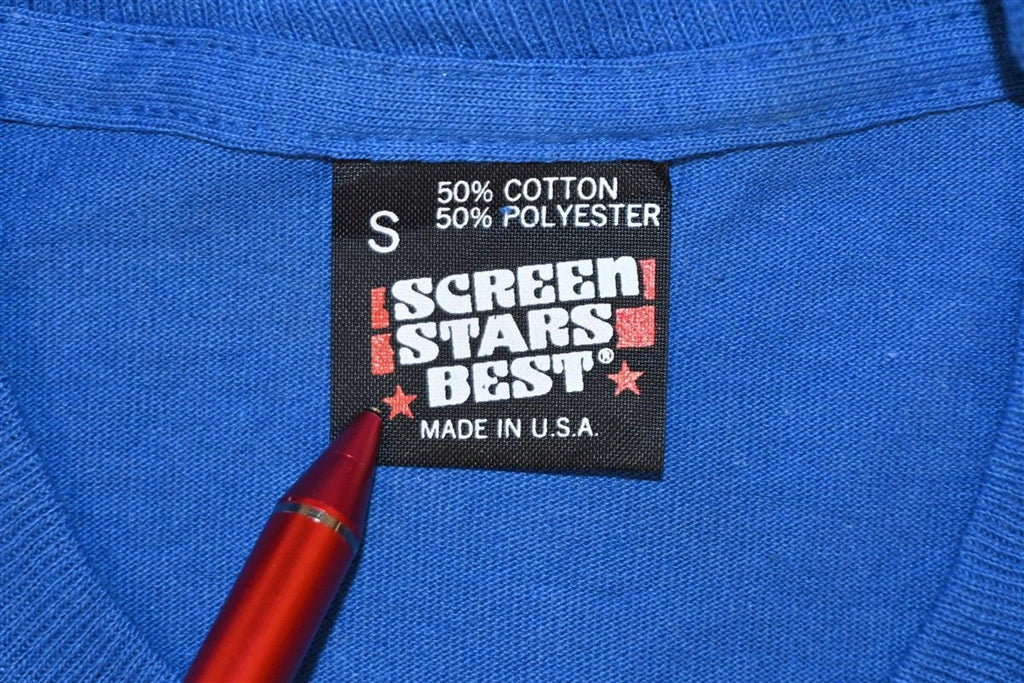 50% COTTON
50% POLYESTER
S
SCREEN
STARS
BEST®
MADE IN U.S.A.